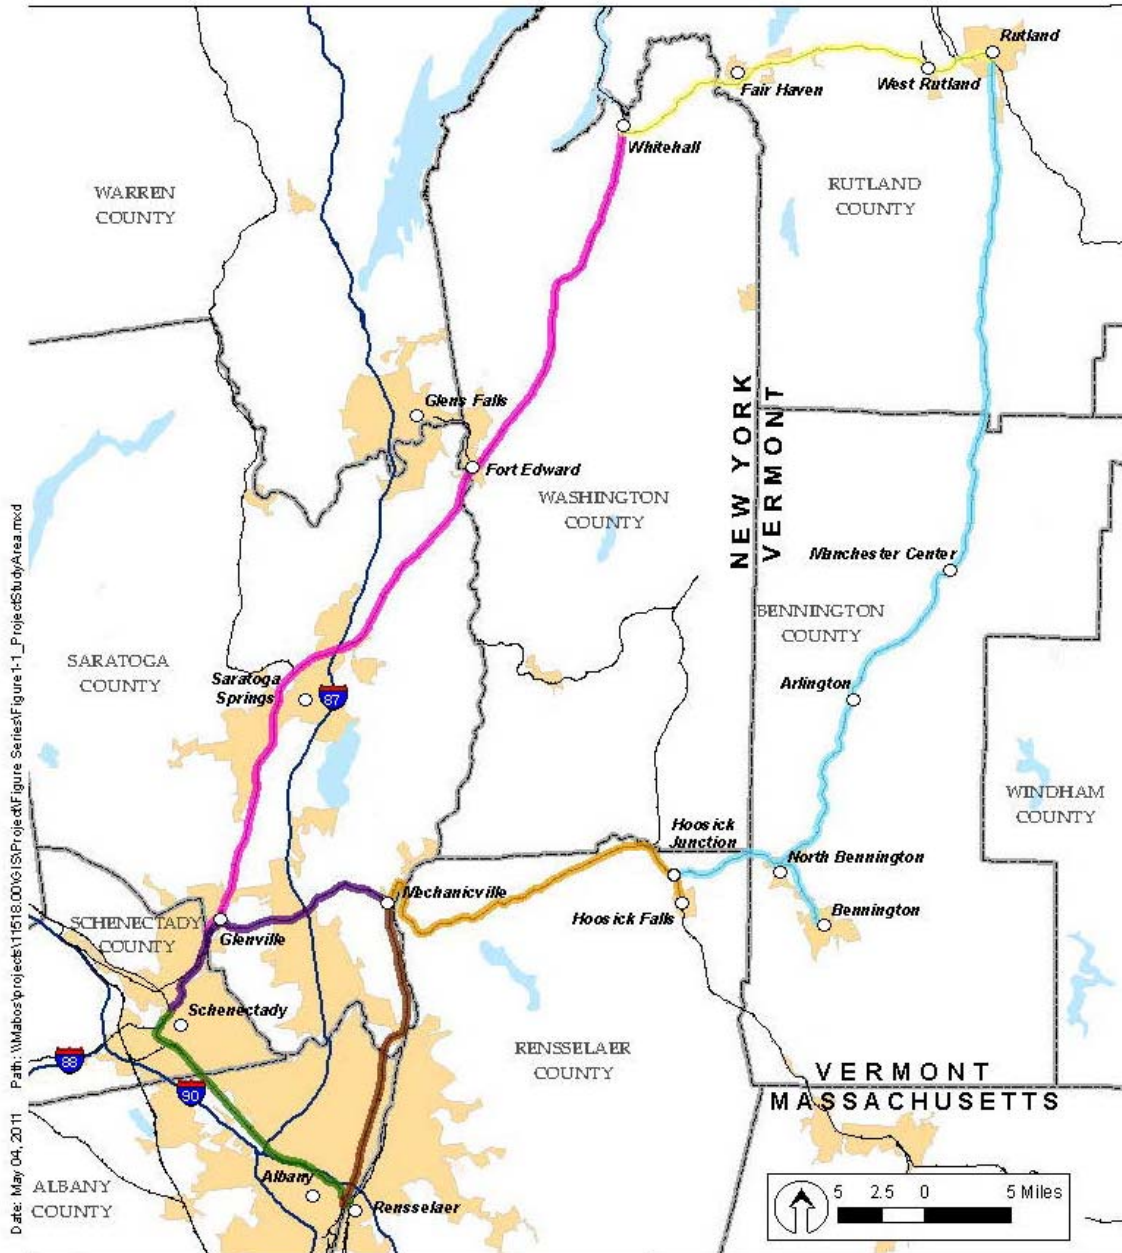 Rutland
West Rutland
Fair Haven
Whitehall
WARREN
COUNTY
RUTLAND
COUNTY
Glens Falls
Fort Edward
WASHINGTON
COUNTY
NEW YORK
VERMONT
Manchester Center
BENNINGTON
COUNTY
SARATOGA
COUNTY
Saratoga
Springs
87
Arlington
WINDHAM
COUNTY
Hoosick
Junction
North Bennington
Mechanicville
Hoosick Falls
Bennington
SCHENECTADY
COUNTY
Glenville
Schenectady
88
90
RENSSELAER
COUNTY
VERMONT
MASSACHUSETTS
ALBANY
COUNTY
Albany
Rensselaer
5 2.5 0 5 Miles
Date: May 04, 2011 Path: \\Mabos\projects\11518.00\GIS\Project\Figure Series\Figure 1-1_ProjectStudyArea.mxd